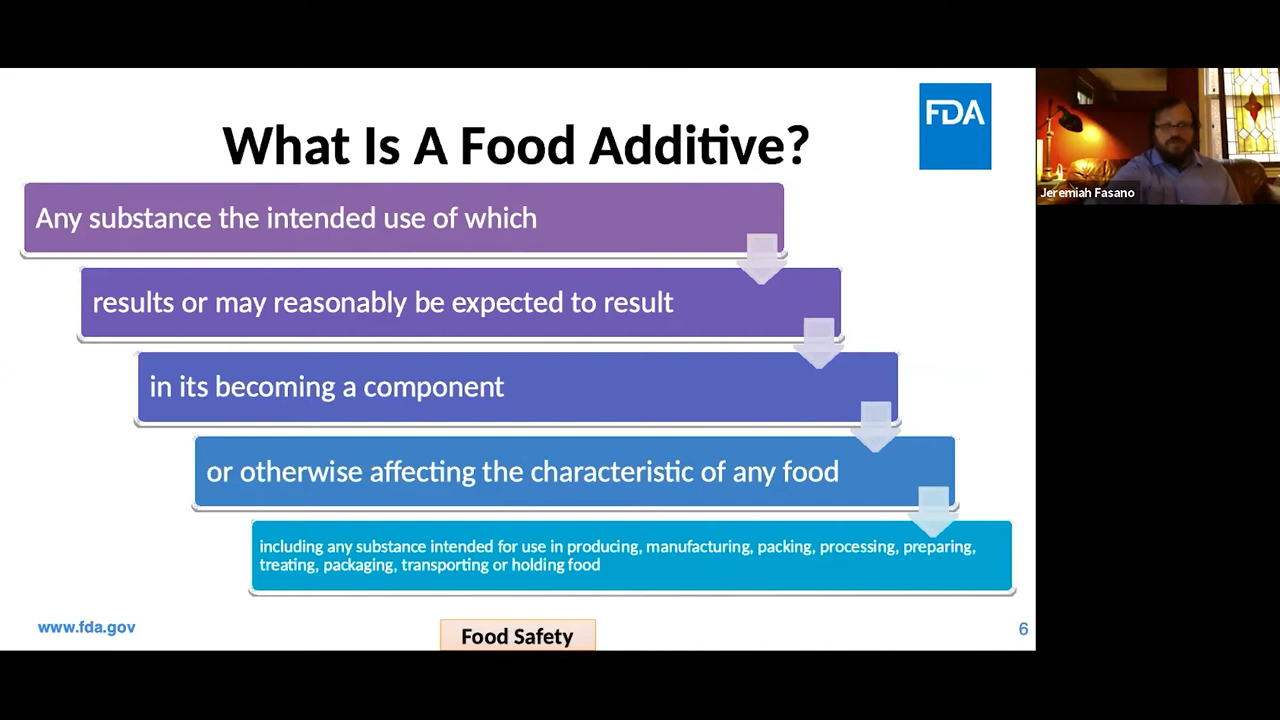 FDA
What Is A Food Additive?
Any substance the intended use of which
results or may reasonably be expected to result
in its becoming a component
or otherwise affecting the characteristic of any food
including any substance intended for use in producing, manufacturing, packing, processing, preparing,
treating, packaging, transporting or holding food
www.fda.gov
Food Safety
6
Jeremiah Fasano